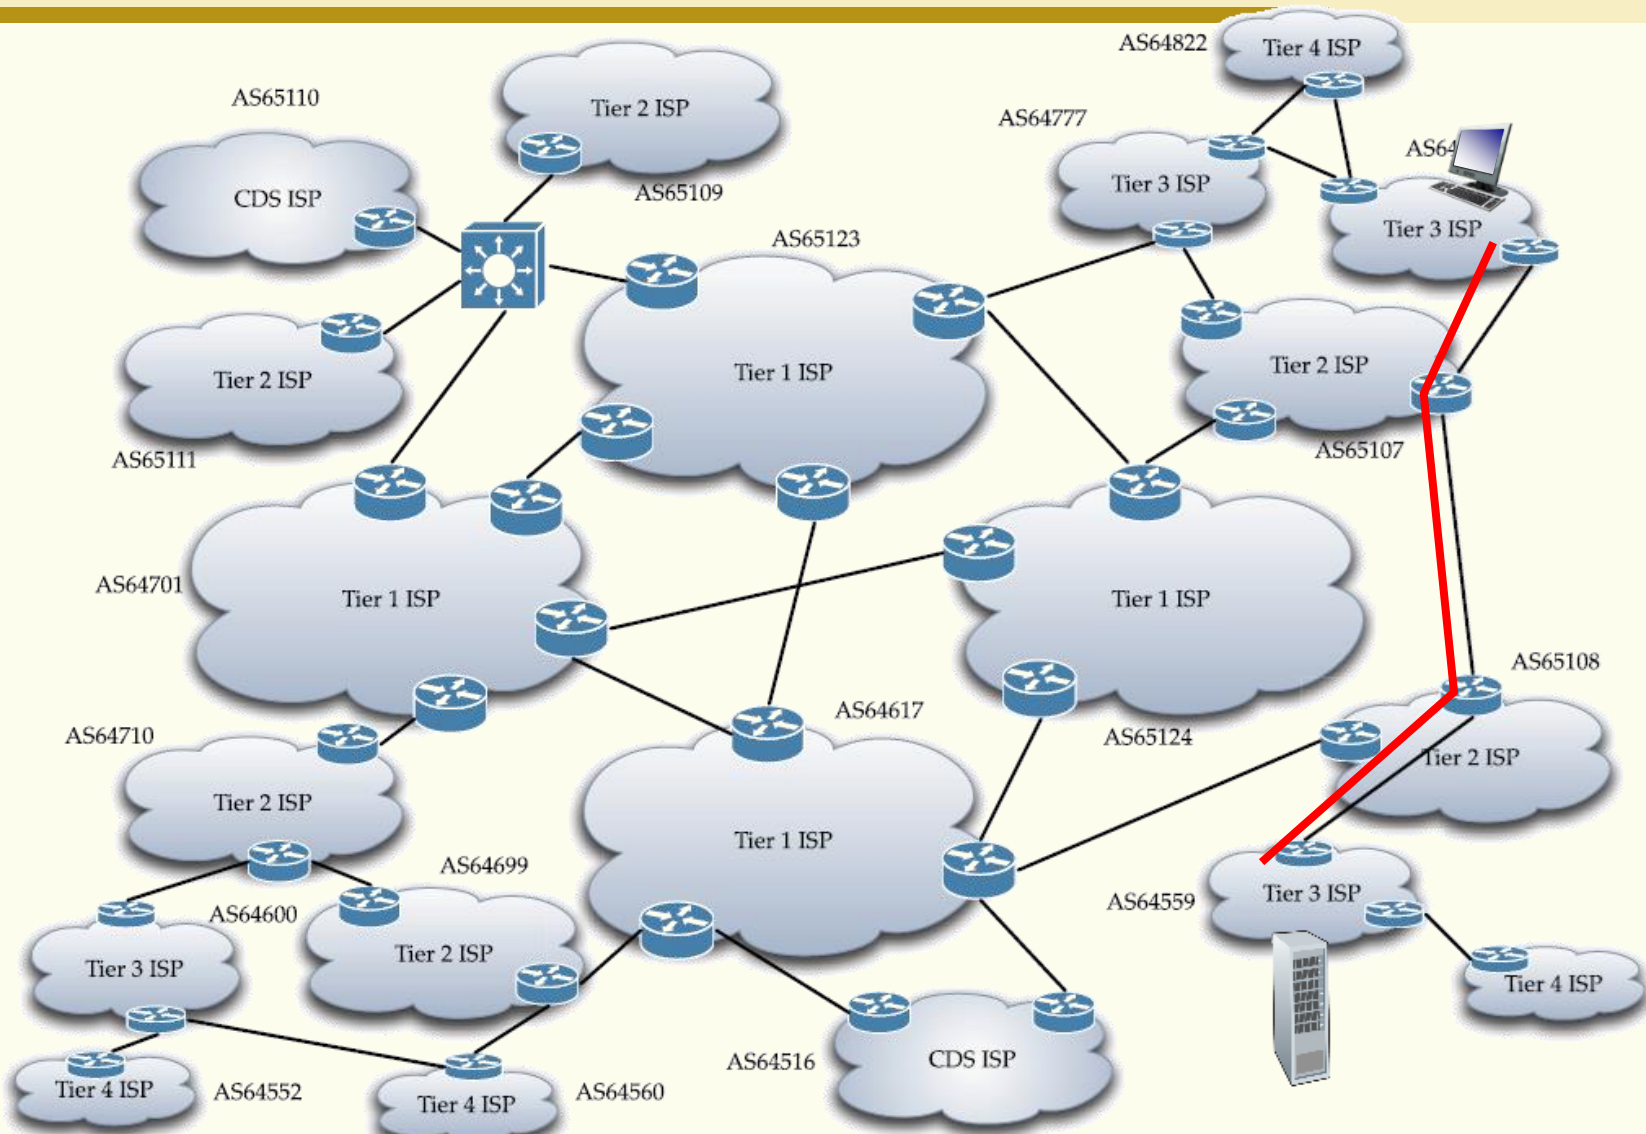 AS64822
Tier 4 ISP
AS65110
Tier 2 ISP
AS64777
AS64
CDS ISP
AS65109
Tier 3 ISP
Tier 3 ISP
AS65123
Tier 2 ISP
Tier 1 ISP
Tier 2 ISP
AS65111
AS65107
AS64701
Tier 1 ISP
Tier 1 ISP
AS65108
AS64710
AS64617
AS65124
Tier 2 ISP
Tier 2 ISP
Tier 1 ISP
AS64699
AS64600
AS64559
Tier 3 ISP
Tier 3 ISP
Tier 2 ISP
Tier 4 ISP
AS64516
CDS ISP
Tier 4 ISP
AS64552
Tier 4 ISP
AS64560